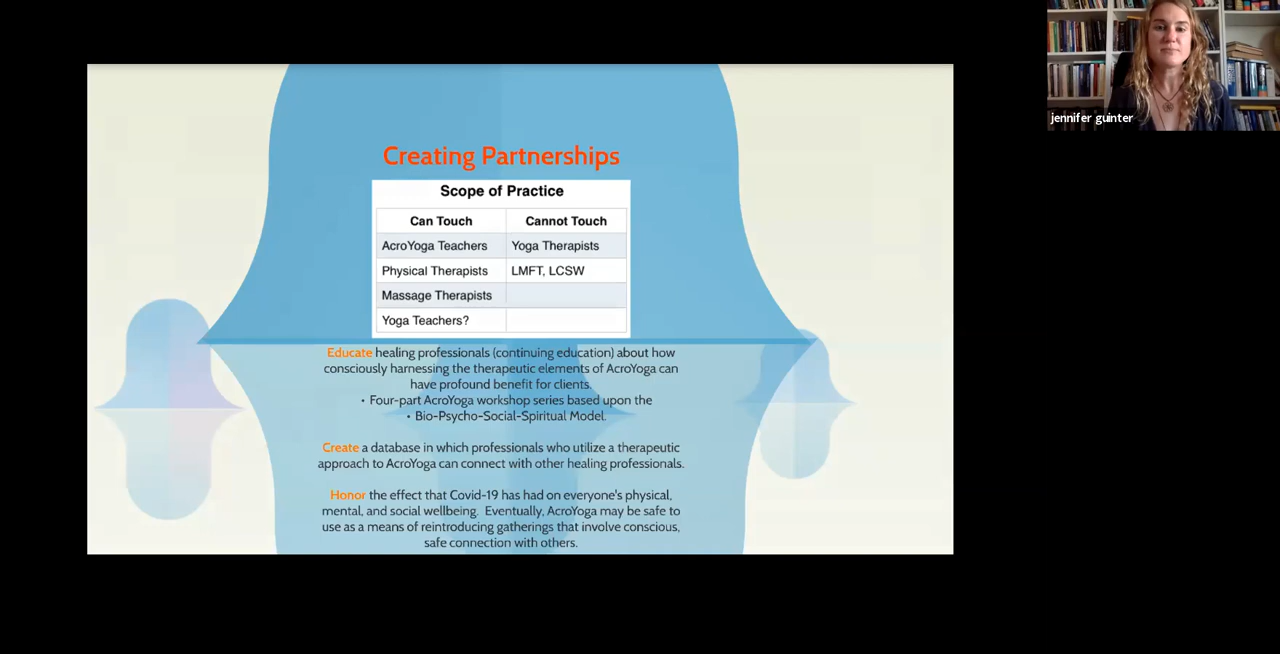 jennifer guinter
Creating Partnerships
Scope of Practice
Can Touch Cannot Touch
AcroYoga Teachers Yoga Therapists
Physical Therapists LMFT, LCSW
Massage Therapists
Yoga Teachers?
Educate healing professionals (continuing education) about how
consciously harnessing the therapeutic elements of AcroYoga can
have profound benefit for clients.
• Four-part AcroYoga workshop series based upon the
• Bio-Psycho-Social-Spiritual Model.
Create a database in which professionals who utilize a therapeutic
approach to AcroYoga can connect with other healing professionals.
Honor the effect that Covid-19 has had on everyone's physical,
mental, and social wellbeing. Eventually, AcroYoga may be safe to
use as a means of reintroducing gatherings that involve conscious,
safe connection with others.